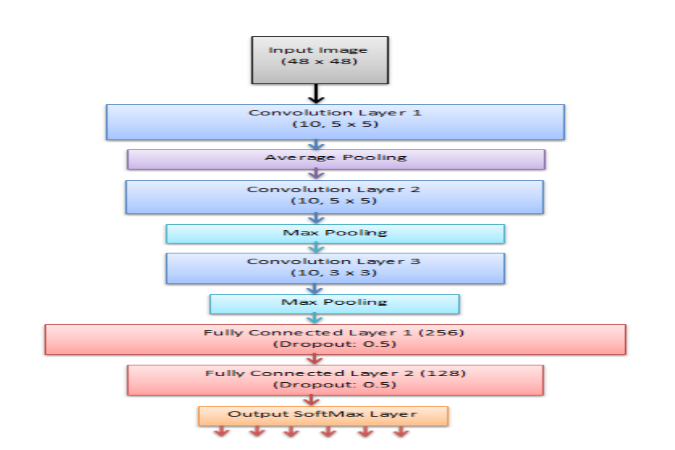 Input Image
(48 x 48)
Convolution Layer 1
(10, 5 x 5)
Average Pooling
Convolution Layer 2
(10, 5 x 5)
Max Pooling
Convolution Layer 3
(10, 3 x 3)
Max Pooling
Fully Connected Layer 1 (256)
(Dropout: 0.5)
Fully Connected Layer 2 (128)
(Dropout: 0.5)
Output SoftMax Layer